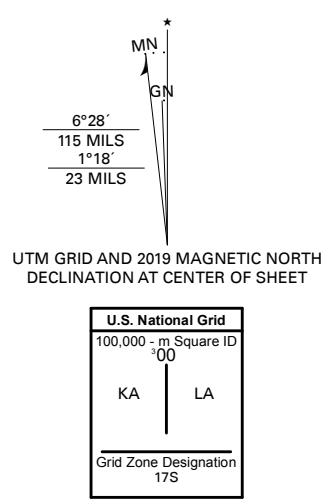 MN
GN
6°28´
115 MILS
1°18´
23 MILS
UTM GRID AND 2019 MAGNETIC NORTH
DECLINATION AT CENTER OF SHEET
U.S. National Grid
100,000 - m Square ID
³00
KA LA
Grid Zone Designation
17S